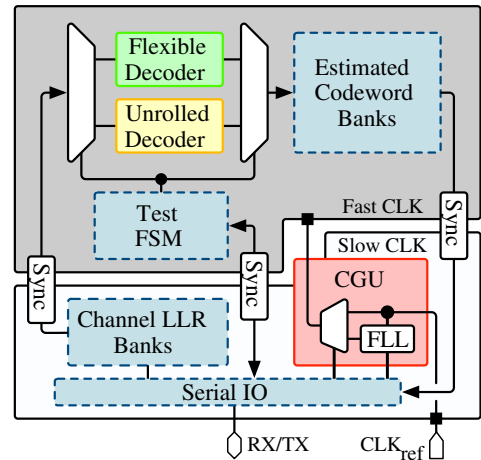 Flexible
Decoder
Unrolled
Decoder
Estimated
Codeword
Banks
Test
FSM
Fast CLK
Slow CLK
Sync
Sync
Sync
CGU
FLL
Channel LLR
Banks
Serial IO
RX/TX
CLKref